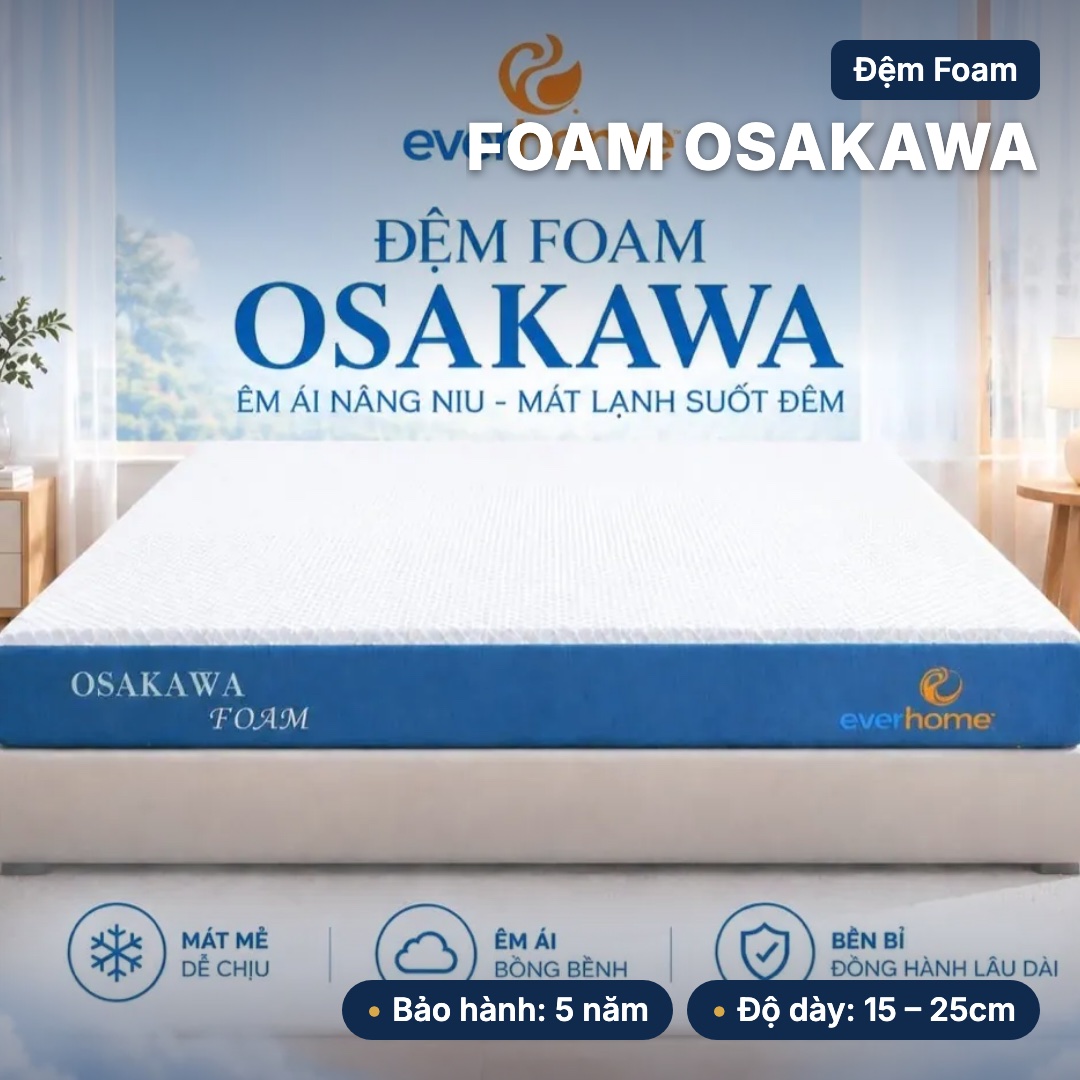 Đệm Foam
everhome
FOAM OSAKAWA
ĐỆM FOAM
OSAKAWA
ÊM ÁI NÂNG NIU - MÁT LẠNH SUỐT ĐÊM
OSAKAWA
FOAM
everhome
MÁT MẺ
DỄ CHỊU
ÊM ÁI
BỒNG BỀNH
BỀN BỈ
ĐỒNG HÀNH LÂU DÀI
• Bảo hành: 5 năm
• Độ dày: 15 – 25cm